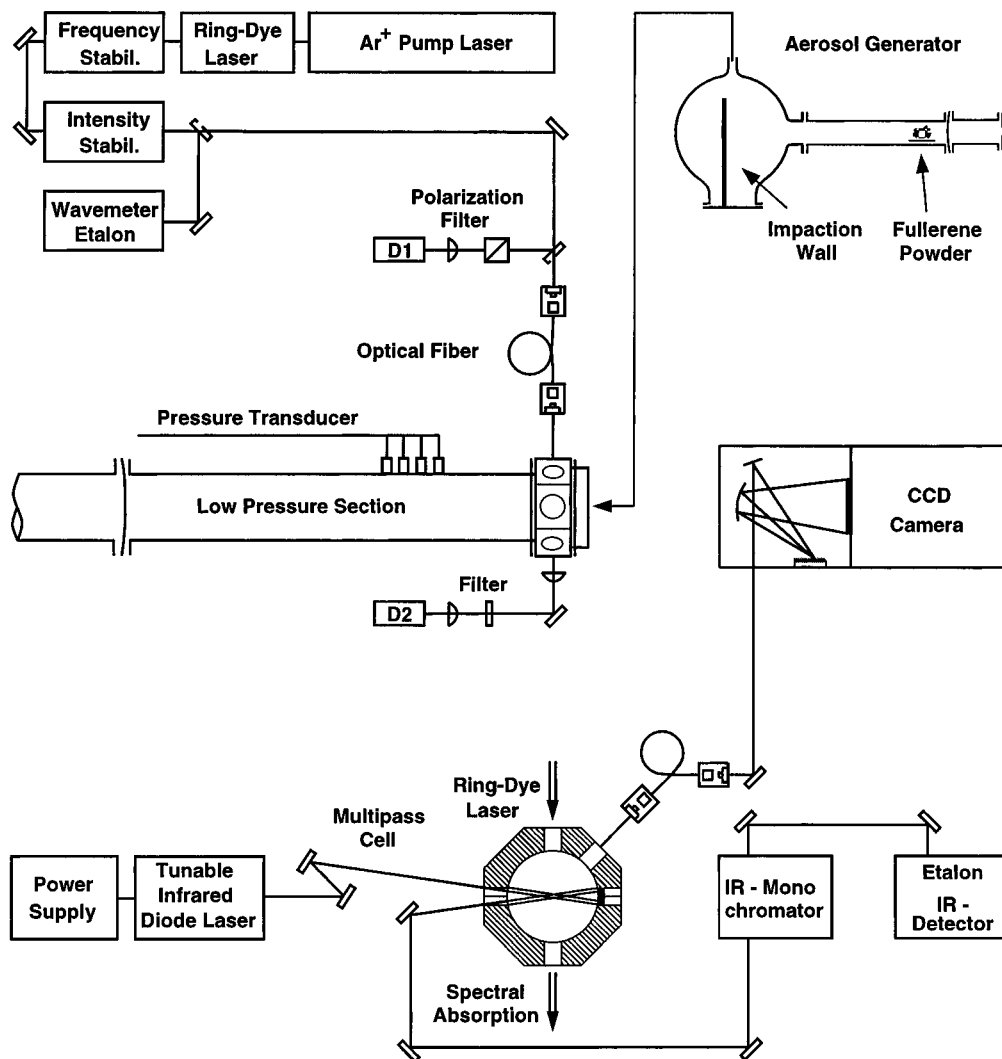 Frequency
Stabil.
Ring-Dye
Laser
Ar+ Pump Laser
Aerosol Generator
Intensity
Stabil.
Wavemeter
Etalon
Polarization
Filter
D1
Impaction
Wall
Fullerene
Powder
Optical Fiber
Pressure Transducer
Low Pressure Section
CCD
Camera
Filter
D2
Ring-Dye
Laser
Multipass
Cell
Power
Supply
Tunable
Infrared
Diode Laser
IR - Mono
chromator
Etalon
IR -
Detector
Spectral
Absorption